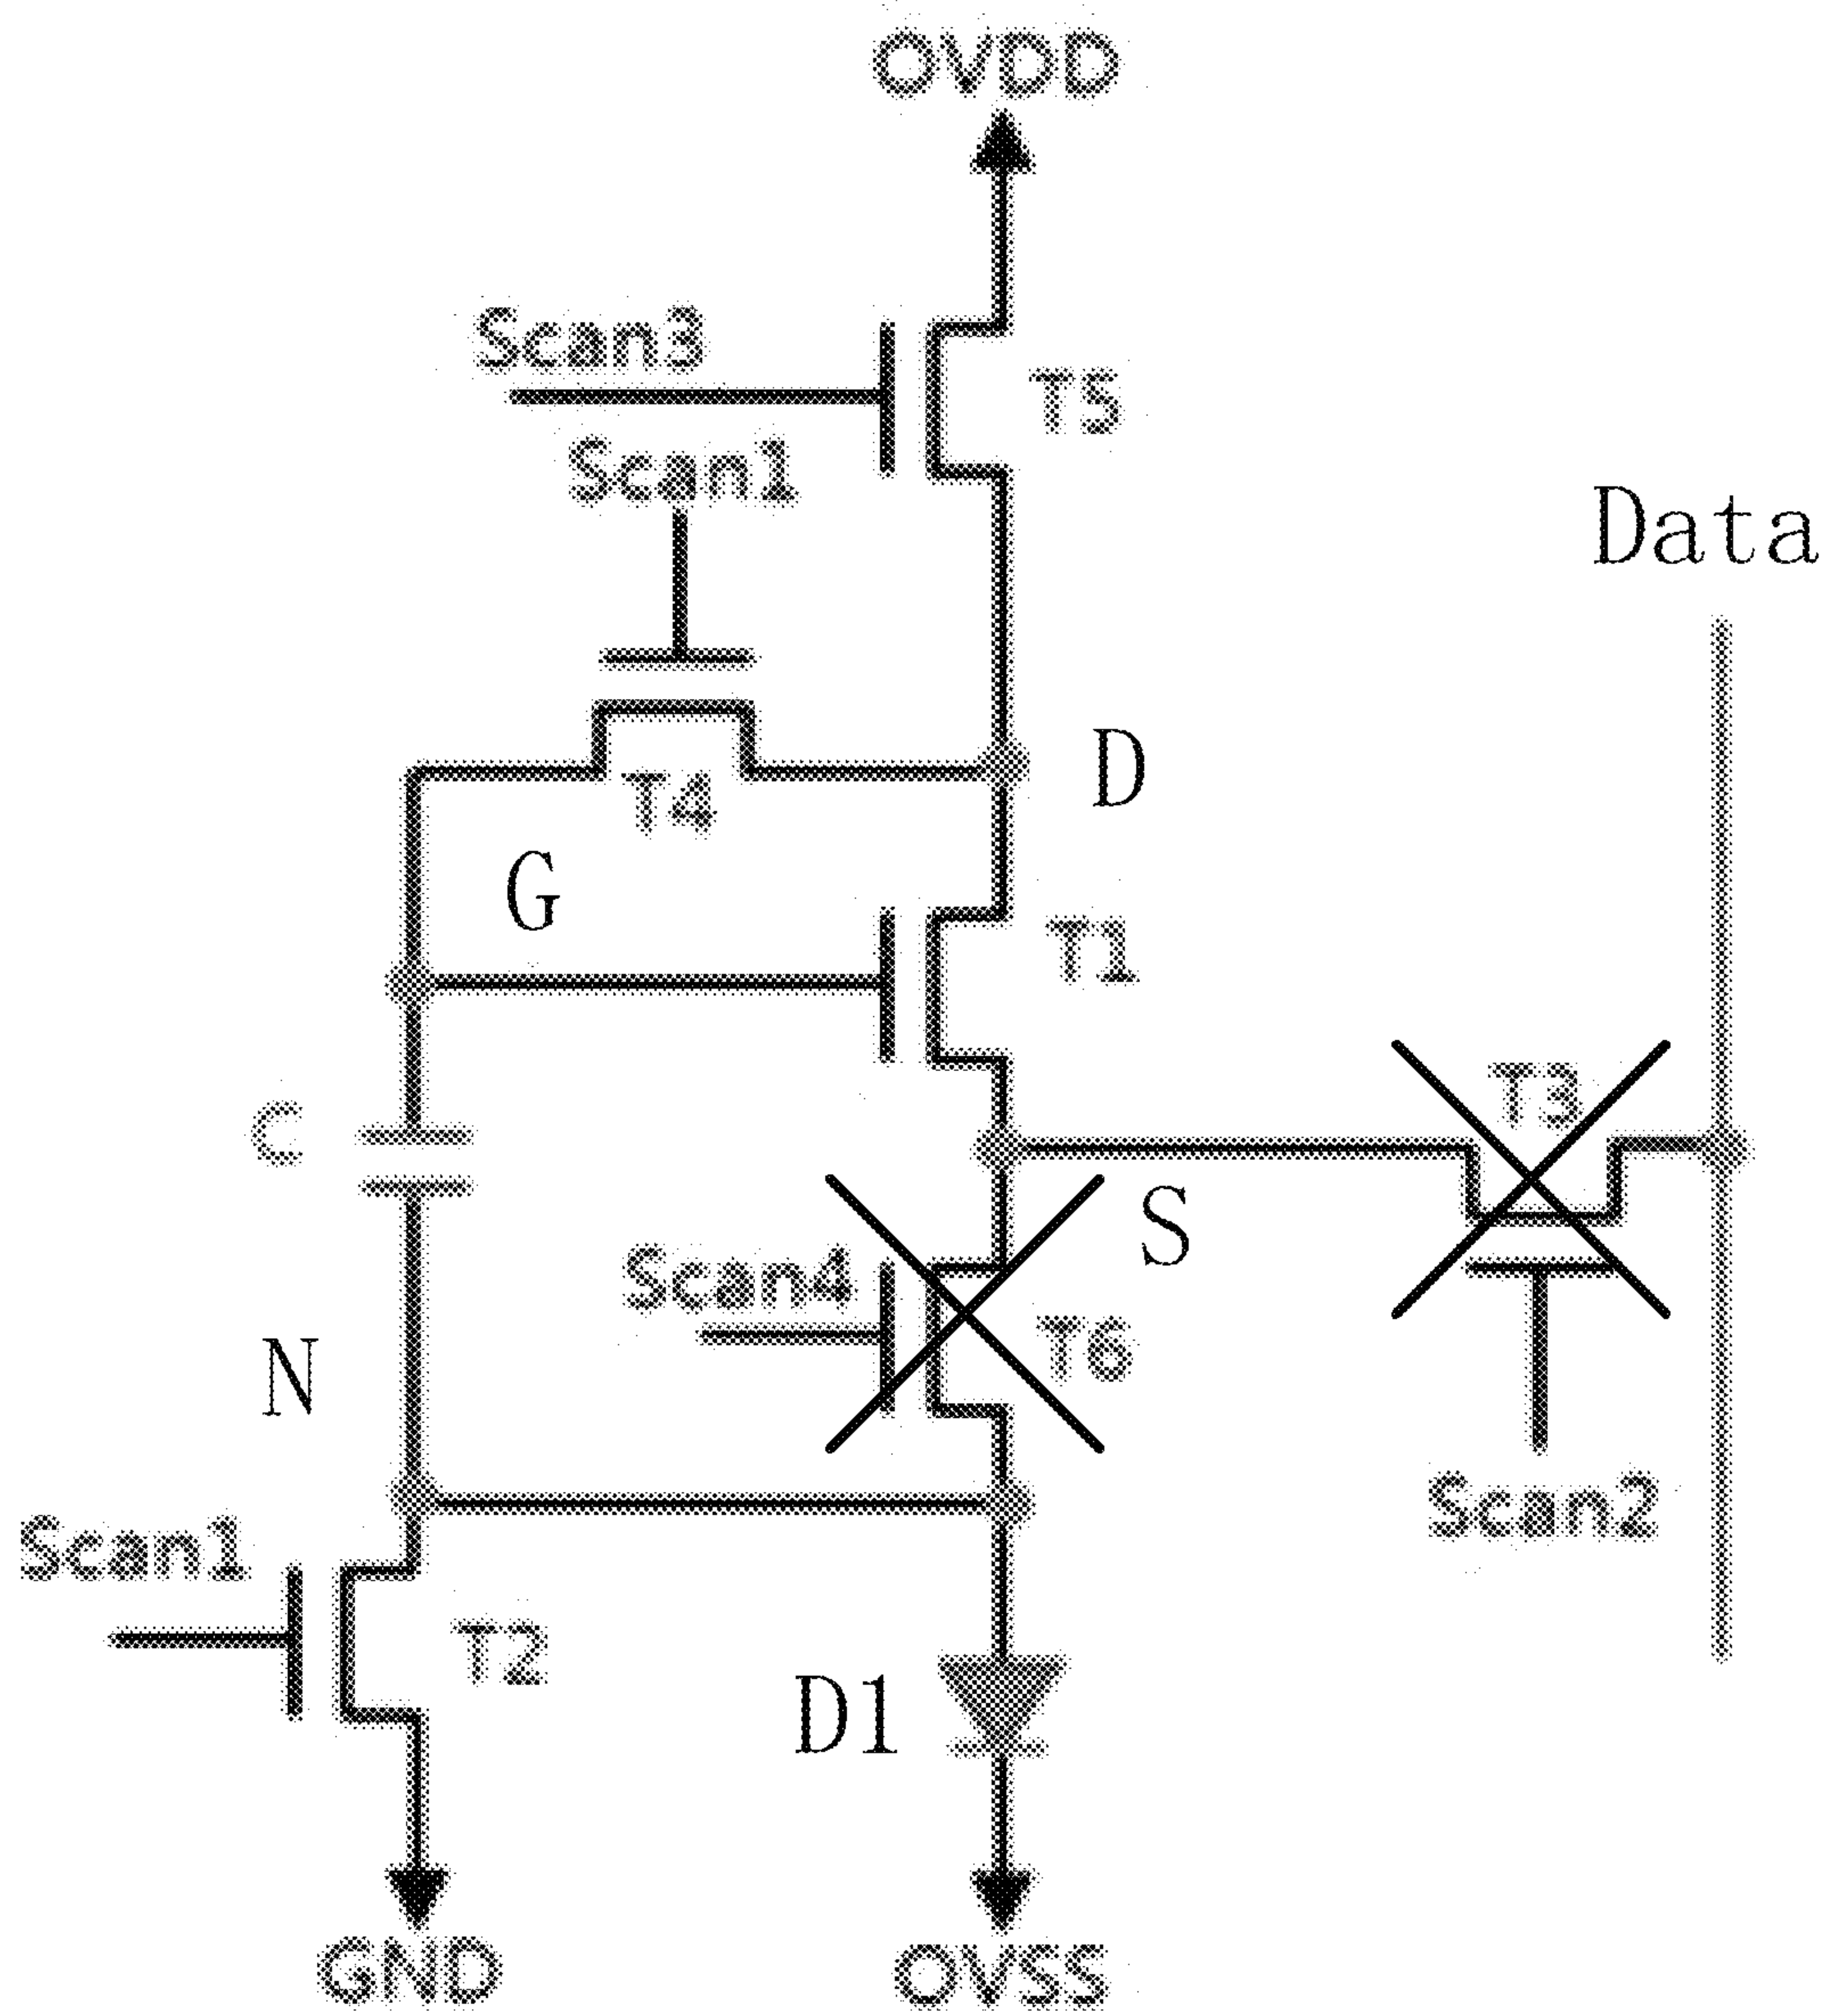 OVDD
Scan3
T5
Scan1
Data
D
T4
G
T1
T3
C
S
Scan4
T6
N
Scan2
Scan1
T2
D1
GND
OVSS